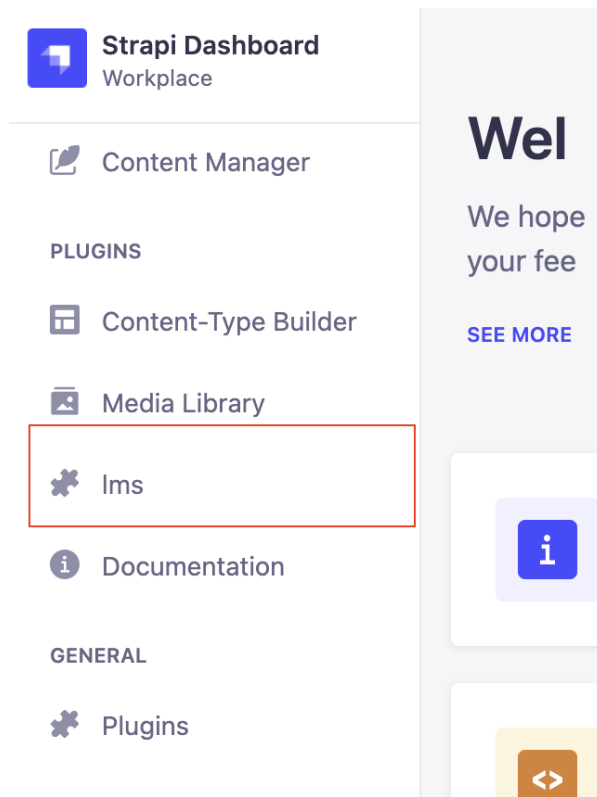 Strapi Dashboard
Workplace
Content Manager
PLUGINS
Content-Type Builder
Media Library
lms
Documentation
GENERAL
Plugins
Wel
We hope
your fee
SEE MORE